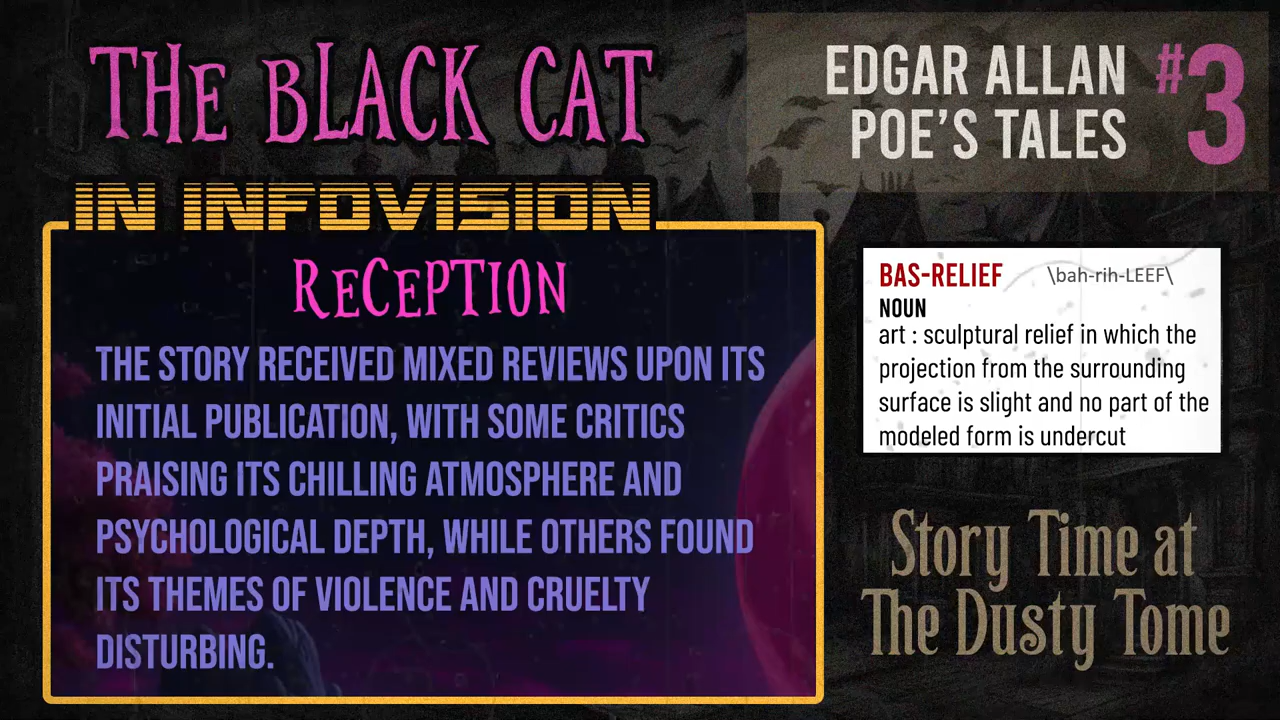 THE BLACK CAT
EDGAR ALLAN
POE'S TALES
#3
IN INFOVISION
RECEPTION
THE STORY RECEIVED MIXED REVIEWS UPON ITS
INITIAL PUBLICATION, WITH SOME CRITICS
PRAISING ITS CHILLING ATMOSPHERE AND
PSYCHOLOGICAL DEPTH, WHILE OTHERS FOUND
ITS THEMES OF VIOLENCE AND CRUELTY
DISTURBING.
BAS-RELIEF \bah-rih-LEEF\
NOUN
art : sculptural relief in which the
projection from the surrounding
surface is slight and no part of the
modeled form is undercut
Story Time at
The Dusty Tome